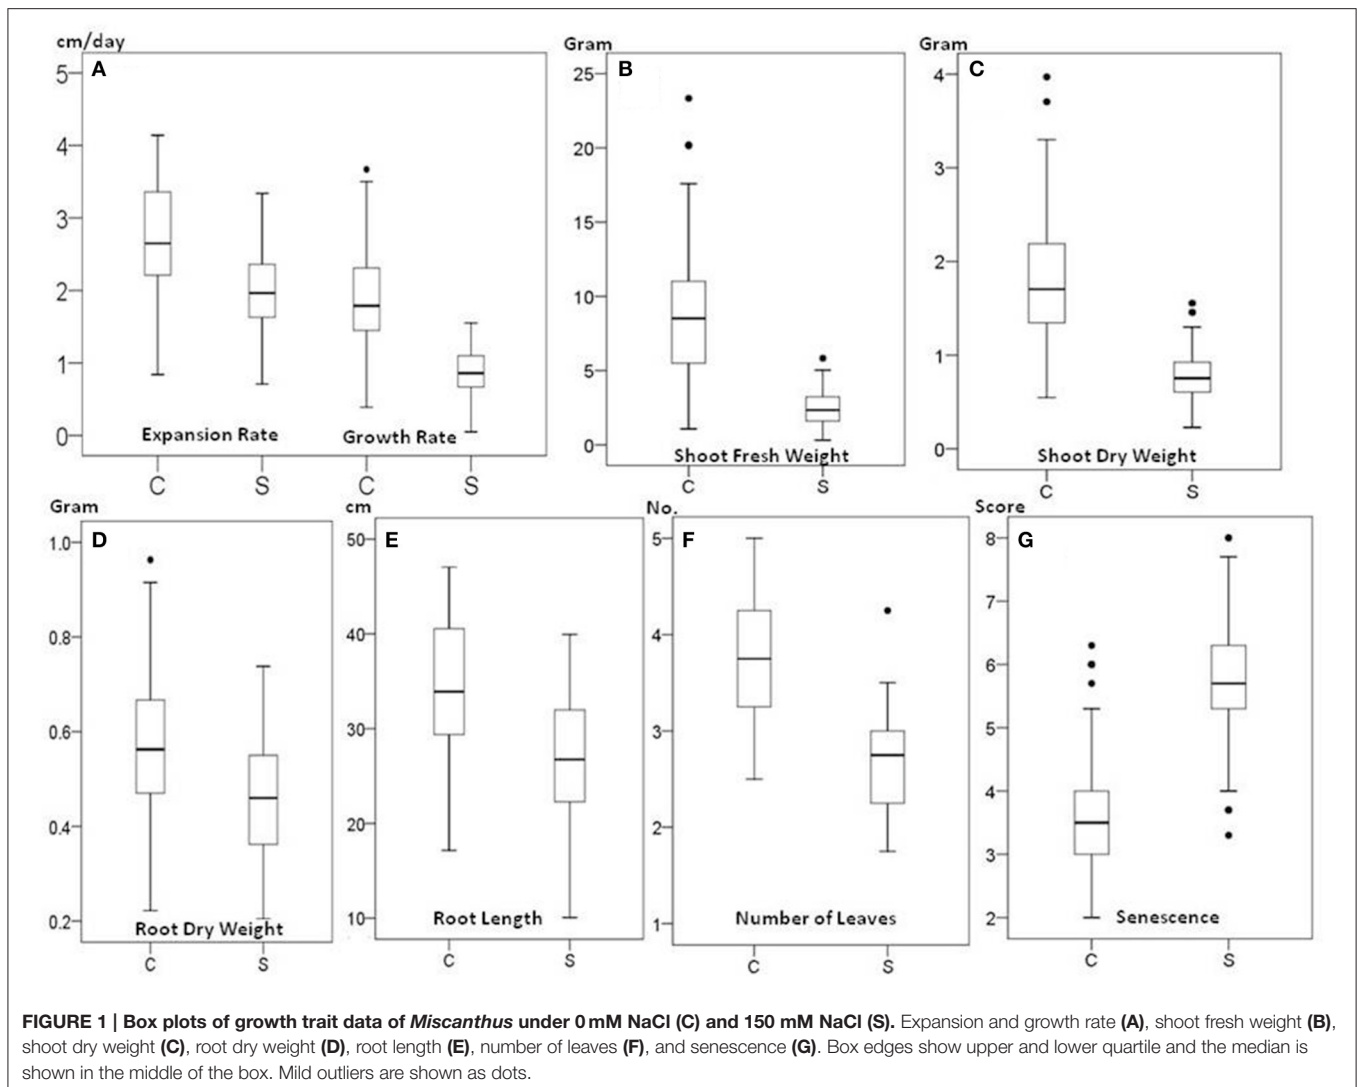 cm/day
A
5
4
3
2
1
0
Expansion Rate
Growth Rate
C
S
C
S
Gram
B
25
20
15
10
5
0
Shoot Fresh Weight
C
S
Gram
C
4
3
2
1
0
Shoot Dry Weight
C
S
Gram
D
1.0
0.8
0.6
0.4
0.2
Root Dry Weight
C
S
cm
E
50
40
30
20
10
Root Length
C
S
No.
F
5
4
3
2
1
Number of Leaves
C
S
Score
G
8
7
6
5
4
3
2
Senescence
C
S
FIGURE 1 | Box plots of growth trait data of Miscanthus under 0 mM NaCl (C) and 150 mM NaCl (S). Expansion and growth rate (A), shoot fresh weight (B),
shoot dry weight (C), root dry weight (D), root length (E), number of leaves (F), and senescence (G). Box edges show upper and lower quartile and the median is
shown in the middle of the box. Mild outliers are shown as dots.